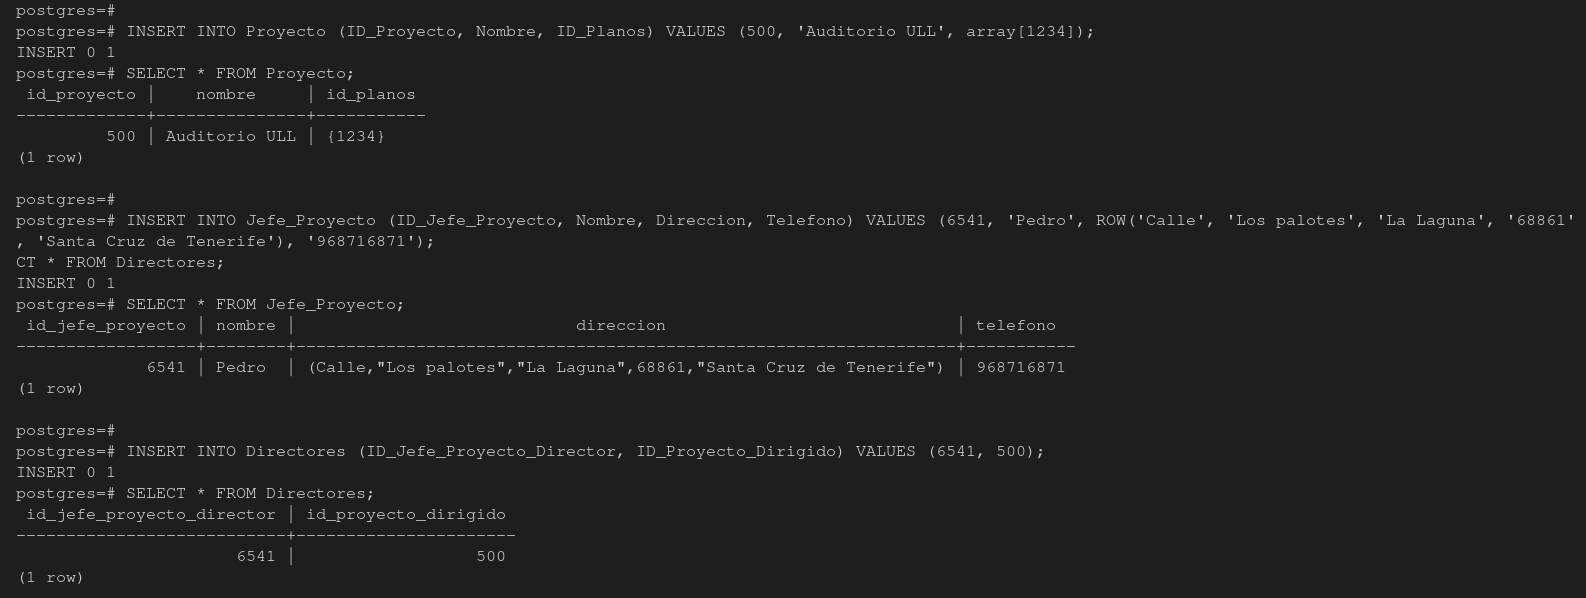 postgres=#
postgres=# INSERT INTO Proyecto (ID_Proyecto, Nombre, ID_Planos) VALUES (500, 'Auditorio ULL', array[1234]);
INSERT 0 1
postgres=# SELECT * FROM Proyecto;
 id_proyecto |    nombre     | id_planos
-------------+---------------+-----------
         500 | Auditorio ULL | {1234}
(1 row)

postgres=#
postgres=# INSERT INTO Jefe_Proyecto (ID_Jefe_Proyecto, Nombre, Direccion, Telefono) VALUES (6541, 'Pedro', ROW('Calle', 'Los palotes', 'La Laguna', '68861'
, 'Santa Cruz de Tenerife'), '968716871');
CT * FROM Directores;
INSERT 0 1
postgres=# SELECT * FROM Jefe_Proyecto;
 id_jefe_proyecto | nombre |                            direccion                             | telefono
------------------+--------+------------------------------------------------------------------+-----------
             6541 | Pedro  | (Calle,"Los palotes","La Laguna",68861,"Santa Cruz de Tenerife") | 968716871
(1 row)

postgres=#
postgres=# INSERT INTO Directores (ID_Jefe_Proyecto_Director, ID_Proyecto_Dirigido) VALUES (6541, 500);
INSERT 0 1
postgres=# SELECT * FROM Directores;
 id_jefe_proyecto_director | id_proyecto_dirigido
---------------------------+----------------------
                      6541 |                  500
(1 row)